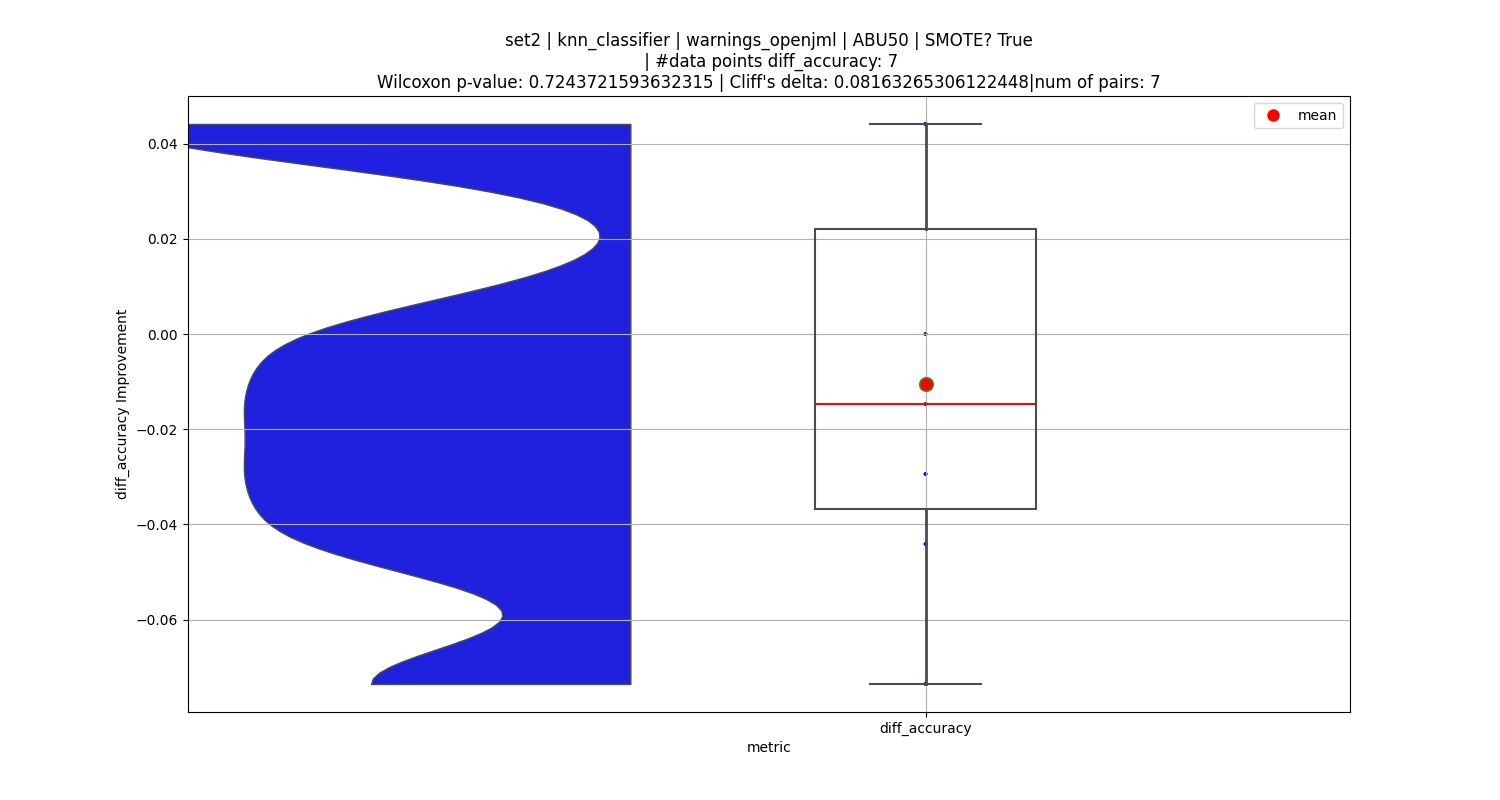 set2 | knn_classifier | warnings_openjml | ABU50 | SMOTE? True
| #data points diff_accuracy: 7
Wilcoxon p-value: 0.7243721593632315 | Cliff's delta: 0.08163265306122448|num of pairs: 7
mean
0.04
0.02
0.00
−0.02
−0.04
−0.06
diff_accuracy Improvement
diff_accuracy
metric